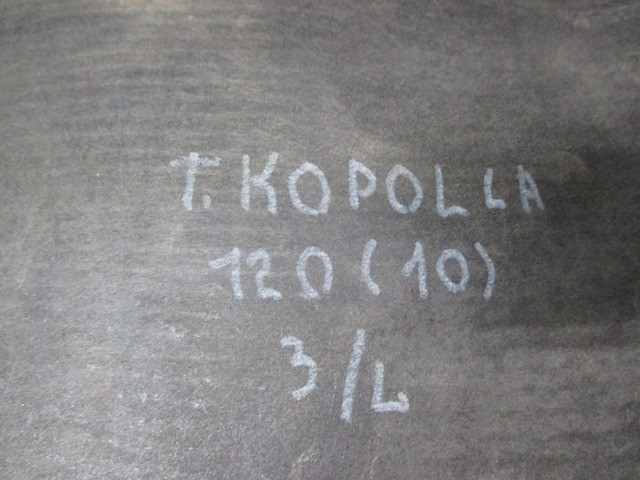 T. KOPOLLA
120 (10)
3/L